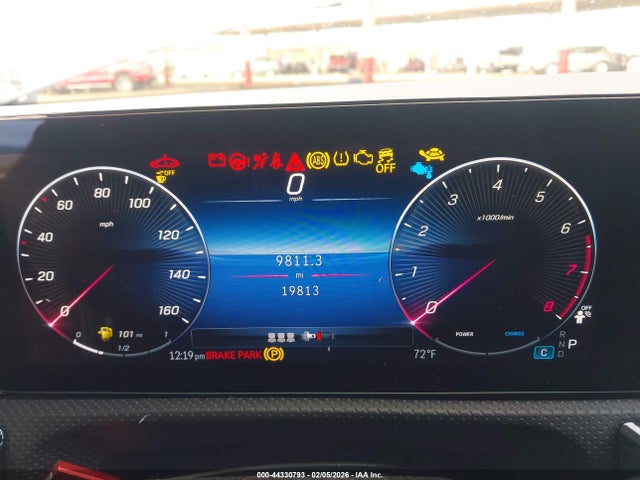 OFF
ABS
OFF
0
mph
60 80 100
40 mph 120
20 140
0 160
9811.3
mi
19813
4
3 x1000/min 5
2 6
1 7
0 8
OFF
0 101 mi 1
1/2
POWER CHARGE
R
N P
C D
12:19 pm BRAKE PARK P
72°F
000-44330793 - 02/05/2026 - IAA Inc.